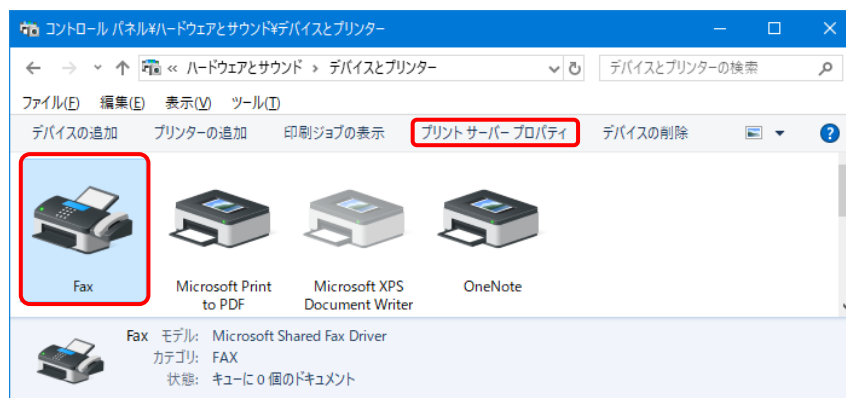 コントロール パネル¥ハードウェアとサウンド¥デバイスとプリンター
« ハードウェアとサウンド › デバイスとプリンター デバイスとプリンターの検索
ファイル(F) 編集(E) 表示(V) ツール(T)
デバイスの追加 プリンターの追加 印刷ジョブの表示 プリント サーバー プロパティ デバイスの削除 ?
Fax
Microsoft Print
to PDF
Microsoft XPS
Document Writer
OneNote
Fax モデル: Microsoft Shared Fax Driver
カテゴリ: FAX
状態: キューに 0 個のドキュメント